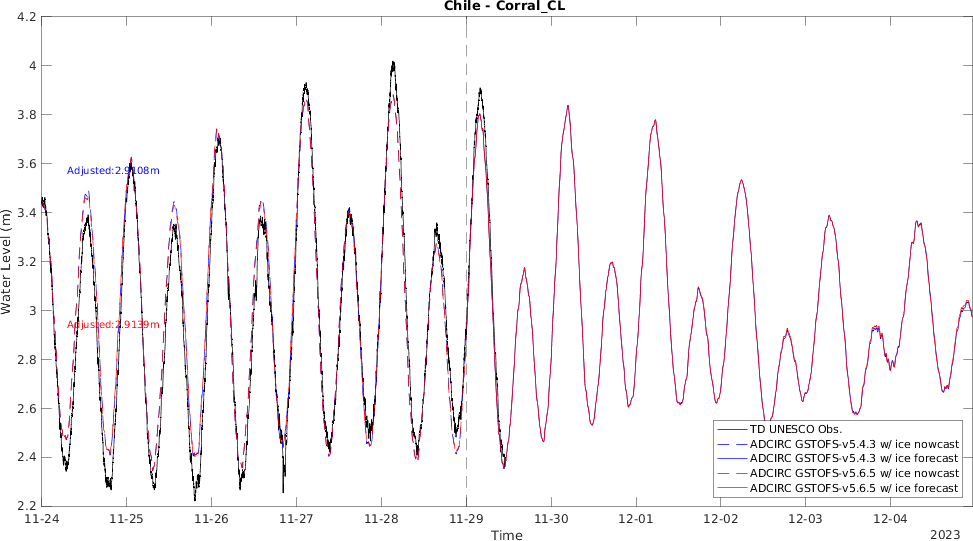 Chile - Corral_CL
4.2
4
3.8
3.6
3.4
3.2
3
2.8
2.6
2.4
2.2
Water Level (m)
Adjusted:2.9108m
Adjusted:2.9139m
TD UNESCO Obs.
ADCIRC GSTOFS-v5.4.3 w/ ice nowcast
ADCIRC GSTOFS-v5.4.3 w/ ice forecast
ADCIRC GSTOFS-v5.6.5 w/ ice nowcast
ADCIRC GSTOFS-v5.6.5 w/ ice forecast
11-24 11-25 11-26 11-27 11-28 11-29 11-30 12-01 12-02 12-03 12-04
Time
2023